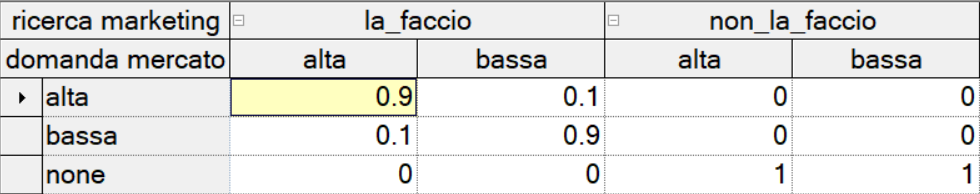 ricerca marketing la_faccio non_la_faccio
domanda mercato alta bassa alta bassa
alta 0.9 0.1 0 0
bassa 0.1 0.9 0 0
none 0 0 1 1